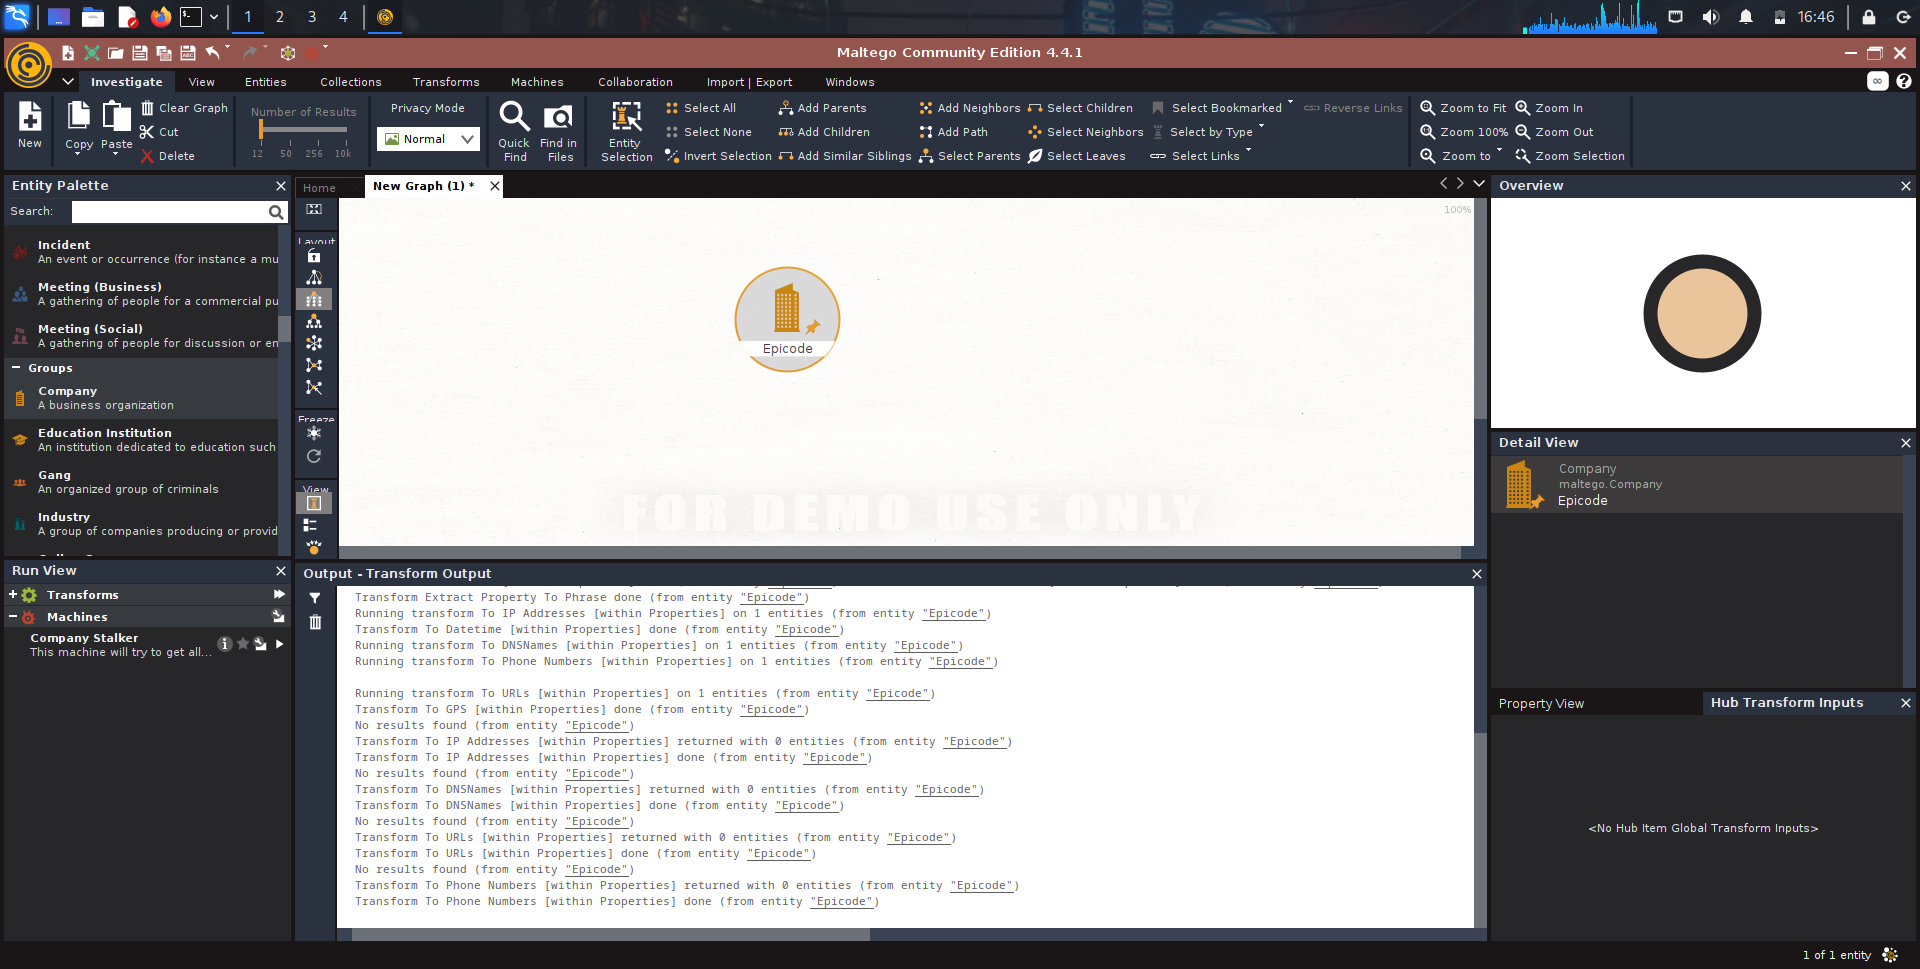 1 2 3 4
16:46
Maltego Community Edition 4.4.1
Investigate View Entities Collections Transforms Machines Collaboration Import | Export Windows
New
Copy
Paste
Clear Graph
Cut
Delete
Number of Results
12 50 256 10k
Privacy Mode
Normal
Quick
Find
Find in
Files
Entity
Selection
Select All
Select None
Invert Selection
Add Parents
Add Children
Add Similar Siblings
Add Neighbors
Add Path
Select Parents
Select Children
Select Neighbors
Select Leaves
Select Bookmarked
Select by Type
Select Links
Reverse Links
Zoom to Fit
Zoom 100%
Zoom to
Zoom In
Zoom Out
Zoom Selection
Entity Palette
Search:
Incident
An event or occurrence (for instance a mu
Meeting (Business)
A gathering of people for a commercial pu
Meeting (Social)
A gathering of people for discussion or en
Groups
Company
A business organization
Education Institution
An institution dedicated to education such
Gang
An organized group of criminals
Industry
A group of companies producing or provid
Run View
Transforms
Machines
Company Stalker
This machine will try to get all...
Home
New Graph (1) *
Layout
Freeze
View
100%
Epicode
FOR DEMO USE ONLY
Output - Transform Output
Transform Extract Property To Phrase done (from entity "Epicode")
Running transform To IP Addresses [within Properties] on 1 entities (from entity "Epicode")
Transform To Datetime [within Properties] done (from entity "Epicode")
Running transform To DNSNames [within Properties] on 1 entities (from entity "Epicode")
Running transform To Phone Numbers [within Properties] on 1 entities (from entity "Epicode")
Running transform To URLs [within Properties] on 1 entities (from entity "Epicode")
Transform To GPS [within Properties] done (from entity "Epicode")
No results found (from entity "Epicode")
Transform To IP Addresses [within Properties] returned with 0 entities (from entity "Epicode")
Transform To IP Addresses [within Properties] done (from entity "Epicode")
No results found (from entity "Epicode")
Transform To DNSNames [within Properties] returned with 0 entities (from entity "Epicode")
Transform To DNSNames [within Properties] done (from entity "Epicode")
No results found (from entity "Epicode")
Transform To URLs [within Properties] returned with 0 entities (from entity "Epicode")
Transform To URLs [within Properties] done (from entity "Epicode")
No results found (from entity "Epicode")
Transform To Phone Numbers [within Properties] returned with 0 entities (from entity "Epicode")
Transform To Phone Numbers [within Properties] done (from entity "Epicode")
Overview
Detail View
Company
maltego.Company
Epicode
Property View
Hub Transform Inputs
<No Hub Item Global Transform Inputs>
1 of 1 entity